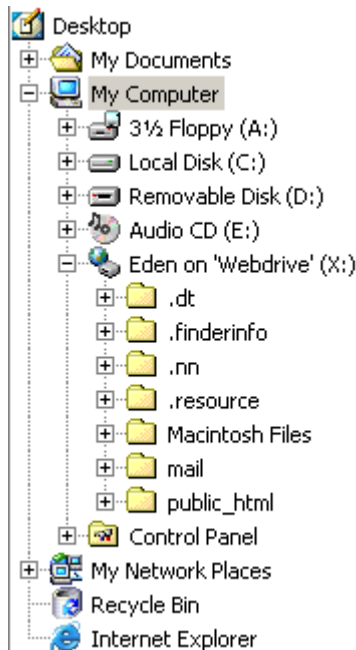 Desktop
My Documents
My Computer
3½ Floppy (A:)
Local Disk (C:)
Removable Disk (D:)
Audio CD (E:)
Eden on 'Webdrive' (X:)
.dt
.finderinfo
.nn
.resource
Macintosh Files
mail
public_html
Control Panel
My Network Places
Recycle Bin
Internet Explorer